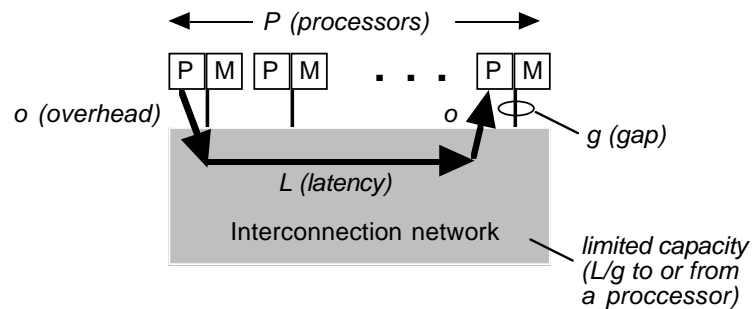 P (processors)
P M P M . . . P M
o (overhead)
o
g (gap)
L (latency)
Interconnection network
limited capacity
(L/g to or from
a proccessor)